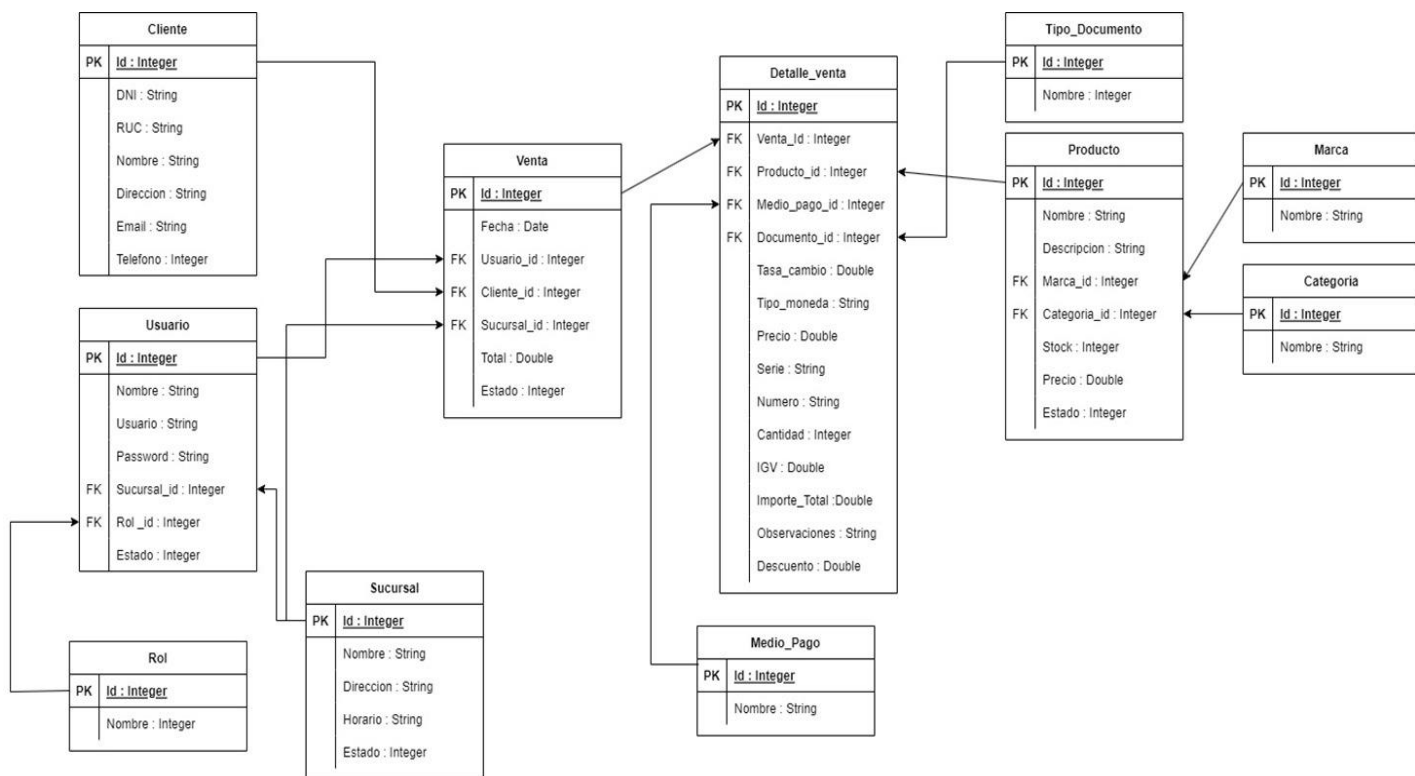 Cliente
PK Id : Integer
DNI : String
RUC : String
Nombre : String
Direccion : String
Email : String
Telefono : Integer
Usuario
PK Id : Integer
Nombre : String
Usuario : String
Password : String
FK Sucursal_id : Integer
FK Rol _id : Integer
Estado : Integer
Rol
PK Id : Integer
Nombre : Integer
Sucursal
PK Id : Integer
Nombre : String
Direccion : String
Horario : String
Estado : Integer
Venta
PK Id : Integer
Fecha : Date
FK Usuario_id : Integer
FK Cliente_id : Integer
FK Sucursal_id : Integer
Total : Double
Estado : Integer
Detalle_venta
PK Id : Integer
FK Venta_Id : Integer
FK Producto_id : Integer
FK Medio_pago_id : Integer
FK Documento_id : Integer
Tasa_cambio : Double
Tipo_moneda : String
Precio : Double
Serie : String
Numero : String
Cantidad : Integer
IGV : Double
Importe_Total :Double
Observaciones : String
Descuento : Double
Medio_Pago
PK Id : Integer
Nombre : String
Tipo_Documento
PK Id : Integer
Nombre : Integer
Producto
PK Id : Integer
Nombre : String
Descripcion : String
FK Marca_id : Integer
FK Categoria_id : Integer
Stock : Integer
Precio : Double
Estado : Integer
Marca
PK Id : Integer
Nombre : String
Categoria
PK Id : Integer
Nombre : String